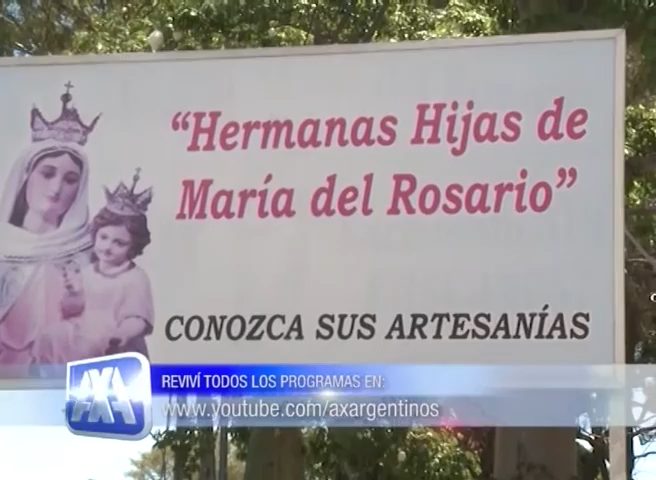 “Hermanas Hijas de
María del Rosario”
CONOZCA SUS ARTESANÍAS
AXA
REVIVÍ TODOS LOS PROGRAMAS EN:
www.youtube.com/axargentinos